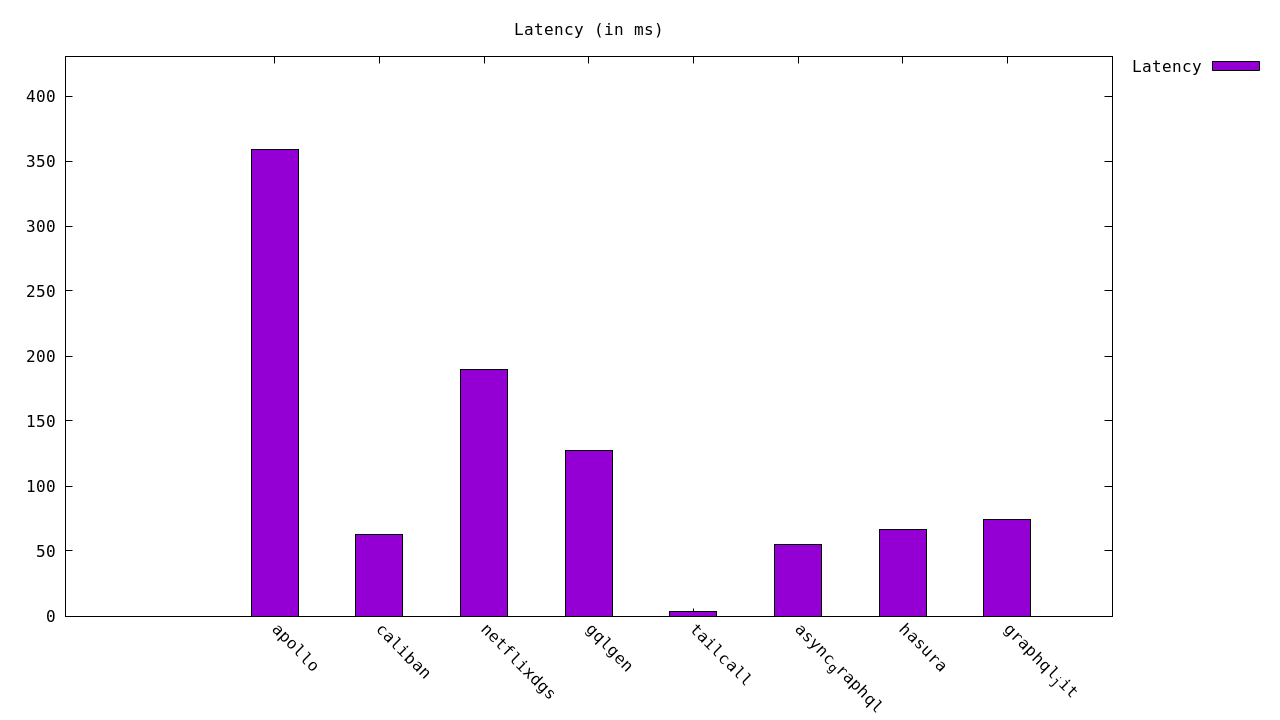 Latency (in ms)
Latency
400
350
300
250
200
150
100
50
0
apollo
caliban
netflixdgs
gqlgen
tailcall
async_graphql
hasura
graphql_jit